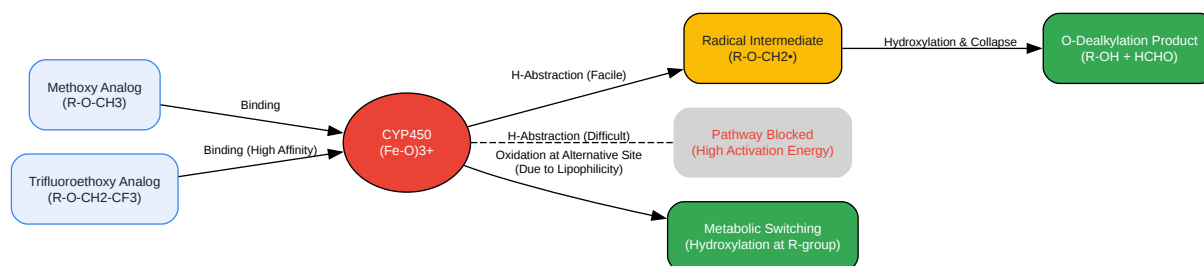 Methoxy Analog
(R-O-CH3)
Trifluoroethoxy Analog
(R-O-CH2-CF3)
Binding
Binding (High Affinity)
CYP450
(Fe-O)3+
H-Abstraction (Facile)
H-Abstraction (Difficult)
Oxidation at Alternative Site
(Due to Lipophilicity)
Radical Intermediate
(R-O-CH2•)
Pathway Blocked
(High Activation Energy)
Metabolic Switching
(Hydroxylation at R-group)
Hydroxylation & Collapse
O-Dealkylation Product
(R-OH + HCHO)